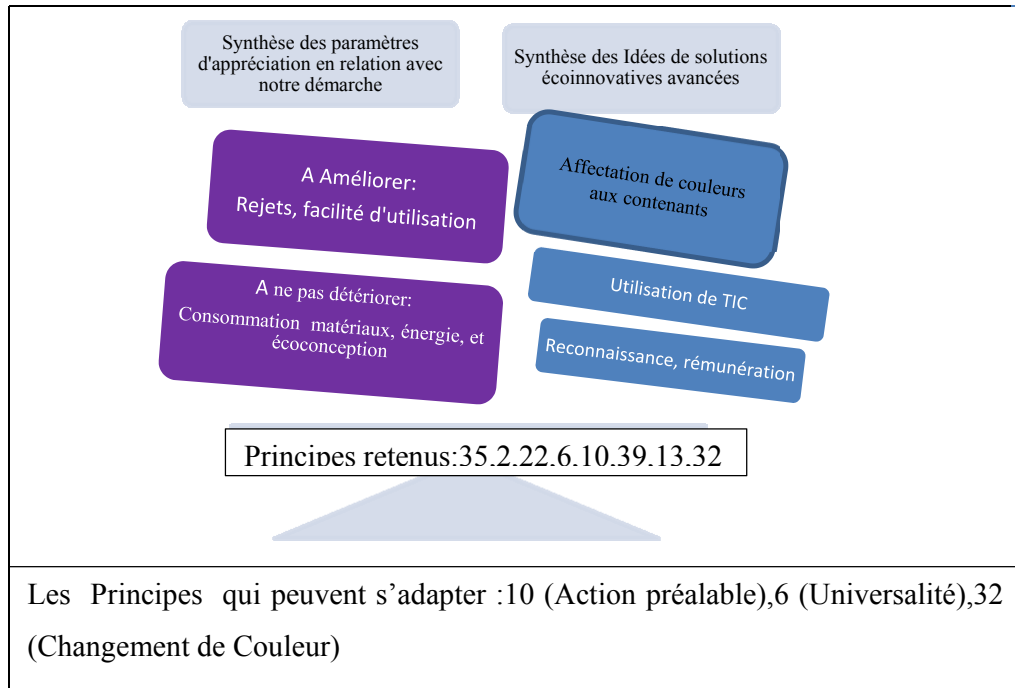 Synthèse des paramètres
d'appréciation en relation avec
notre démarche
Synthèse des Idées de solutions
écoinnovatives avancées
A Améliorer:
Rejets, facilité d'utilisation
A ne pas détériorer:
Consommation matériaux, énergie, et
écoconception
Affectation de couleurs
aux contenants
Utilisation de TIC
Reconnaissance, rémunération
Principes retenus:35,2,22,6,10,39,13,32
Les Principes qui peuvent s’adapter :10 (Action préalable),6 (Universalité),32
(Changement de Couleur)